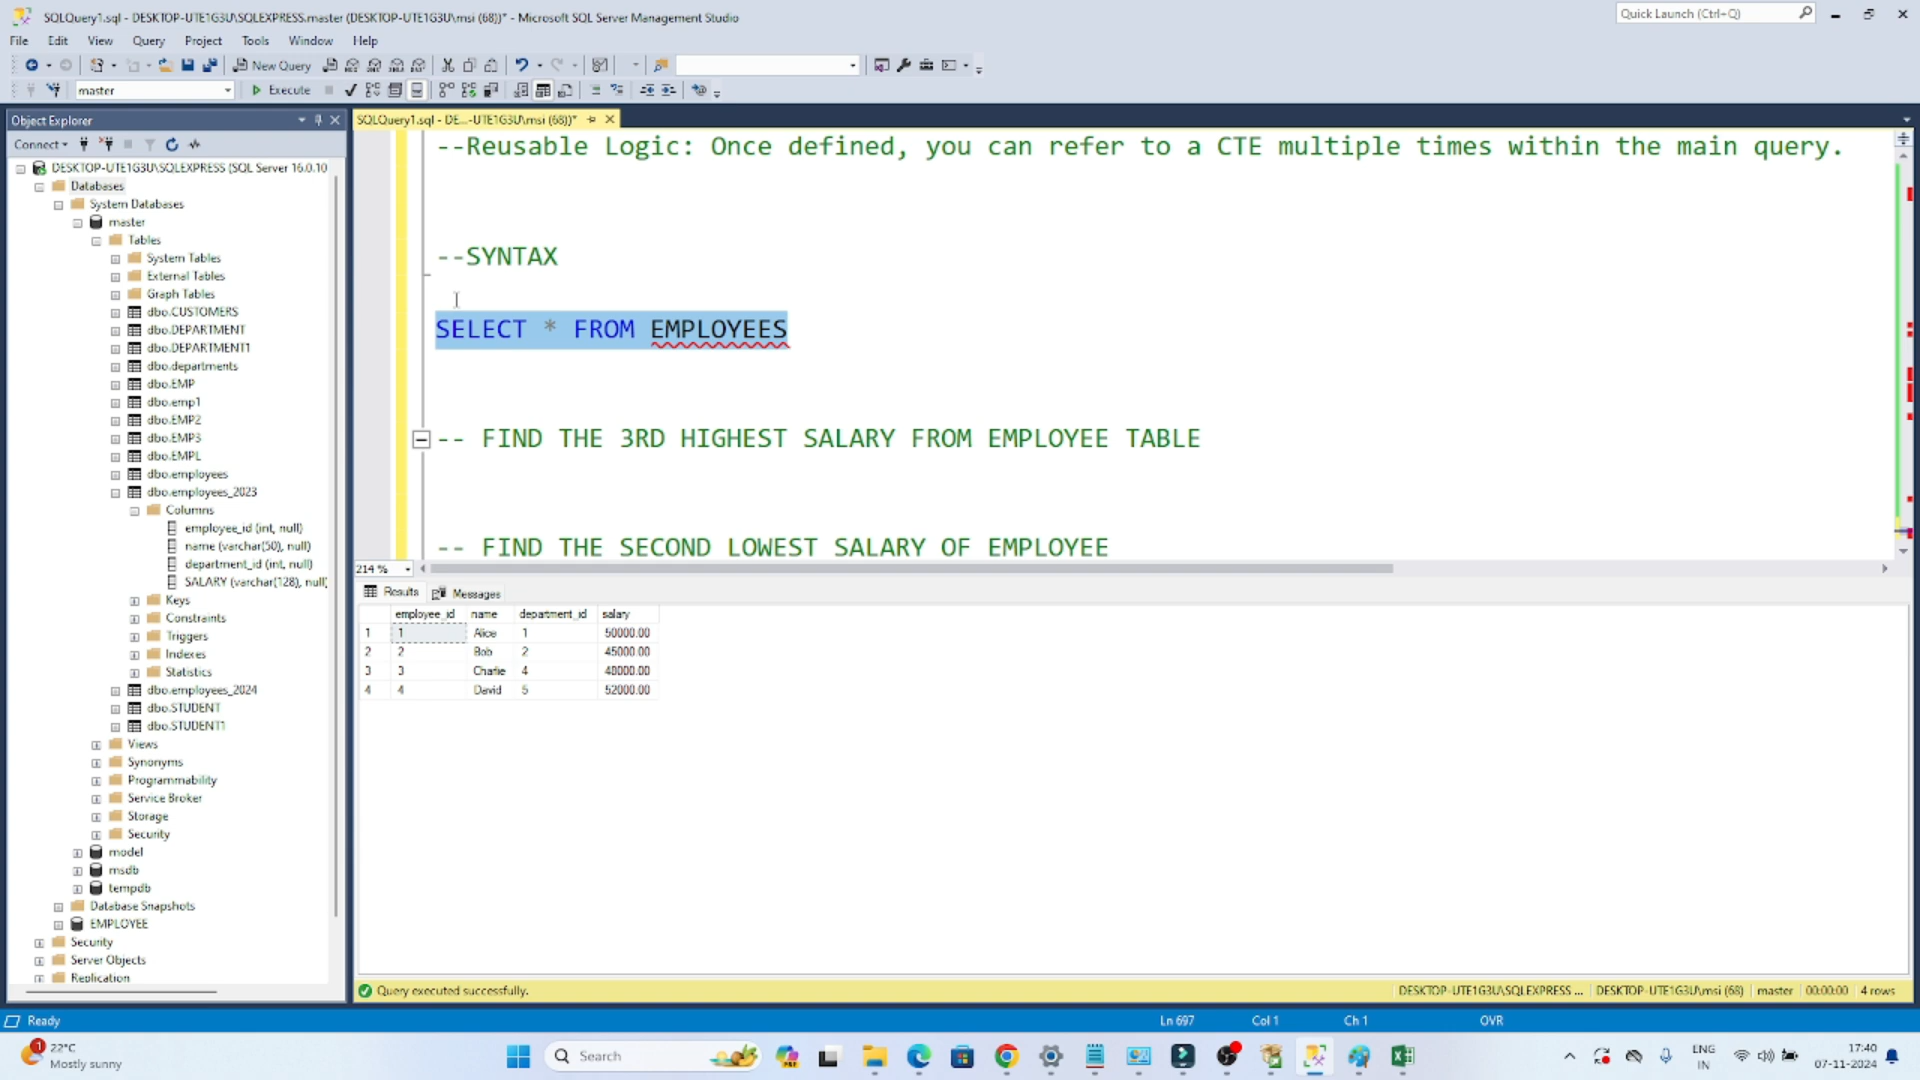 SQLQuery1.sql - DESKTOP-UTE1G3U\SQLEXPRESS.master (DESKTOP-UTE1G3U\msi (68))* - Microsoft SQL Server Management Studio
Quick Launch (Ctrl+Q)
File Edit View Query Project Tools Window Help
New Query
master
Execute
Object Explorer
SQLQuery1.sql - DE...-UTE1G3U\msi (68))*
Connect
DESKTOP-UTE1G3U\SQLEXPRESS (SQL Server 16.0.10
Databases
System Databases
master
Tables
System Tables
External Tables
Graph Tables
dbo.CUSTOMERS
dbo.DEPARTMENT
dbo.DEPARTMENT1
dbo.departments
dbo.EMP
dbo.emp1
dbo.EMP2
dbo.EMP3
dbo.EMPL
dbo.employees
dbo.employees_2023
Columns
employee_id (int, null)
name (varchar(50), null)
department_id (int, null)
SALARY (varchar(128), null)
Keys
Constraints
Triggers
Indexes
Statistics
dbo.employees_2024
dbo.STUDENT
dbo.STUDENT1
Views
Synonyms
Programmability
Service Broker
Storage
Security
model
msdb
tempdb
Database Snapshots
EMPLOYEE
Security
Server Objects
Replication
--Reusable Logic: Once defined, you can refer to a CTE multiple times within the main query.
--SYNTAX
SELECT * FROM EMPLOYEES
-- FIND THE 3RD HIGHEST SALARY FROM EMPLOYEE TABLE
-- FIND THE SECOND LOWEST SALARY OF EMPLOYEE
214 %
Results Messages
employee_id name department_id salary
1 1 Alice 1 50000.00
2 2 Bob 2 45000.00
3 3 Charlie 4 48000.00
4 4 David 5 52000.00
Query executed successfully.
DESKTOP-UTE1G3U\SQLEXPRESS ... DESKTOP-UTE1G3U\msi (68) master 00:00:00 4 rows
Ready
Ln 697 Col 1 Ch 1 OVR
1
22°C
Mostly sunny
Search
ENG
IN
17:40
07-11-2024